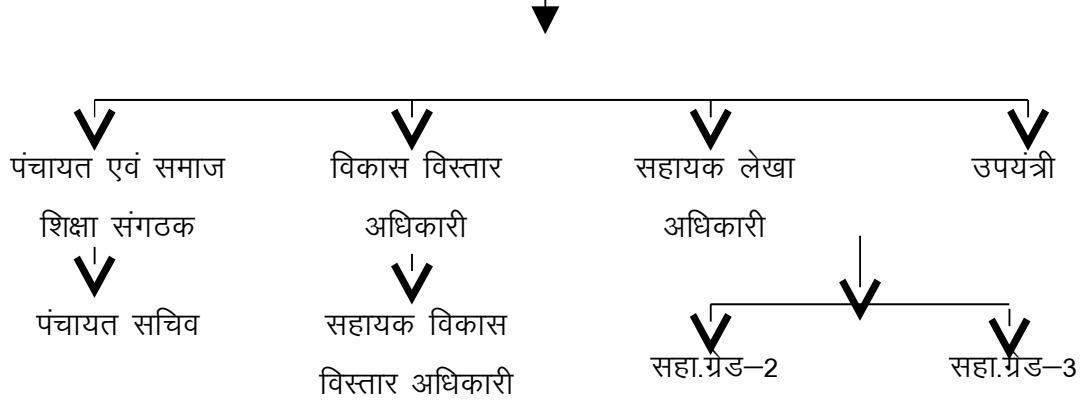 पंचायत एवं समाज
शिक्षा संगठक
विकास विस्तार
अधिकारी
सहायक लेखा
अधिकारी
उपयंत्री
पंचायत सचिव
सहायक विकास
विस्तार अधिकारी
सहा.ग्रेड–2
सहा.ग्रेड–3